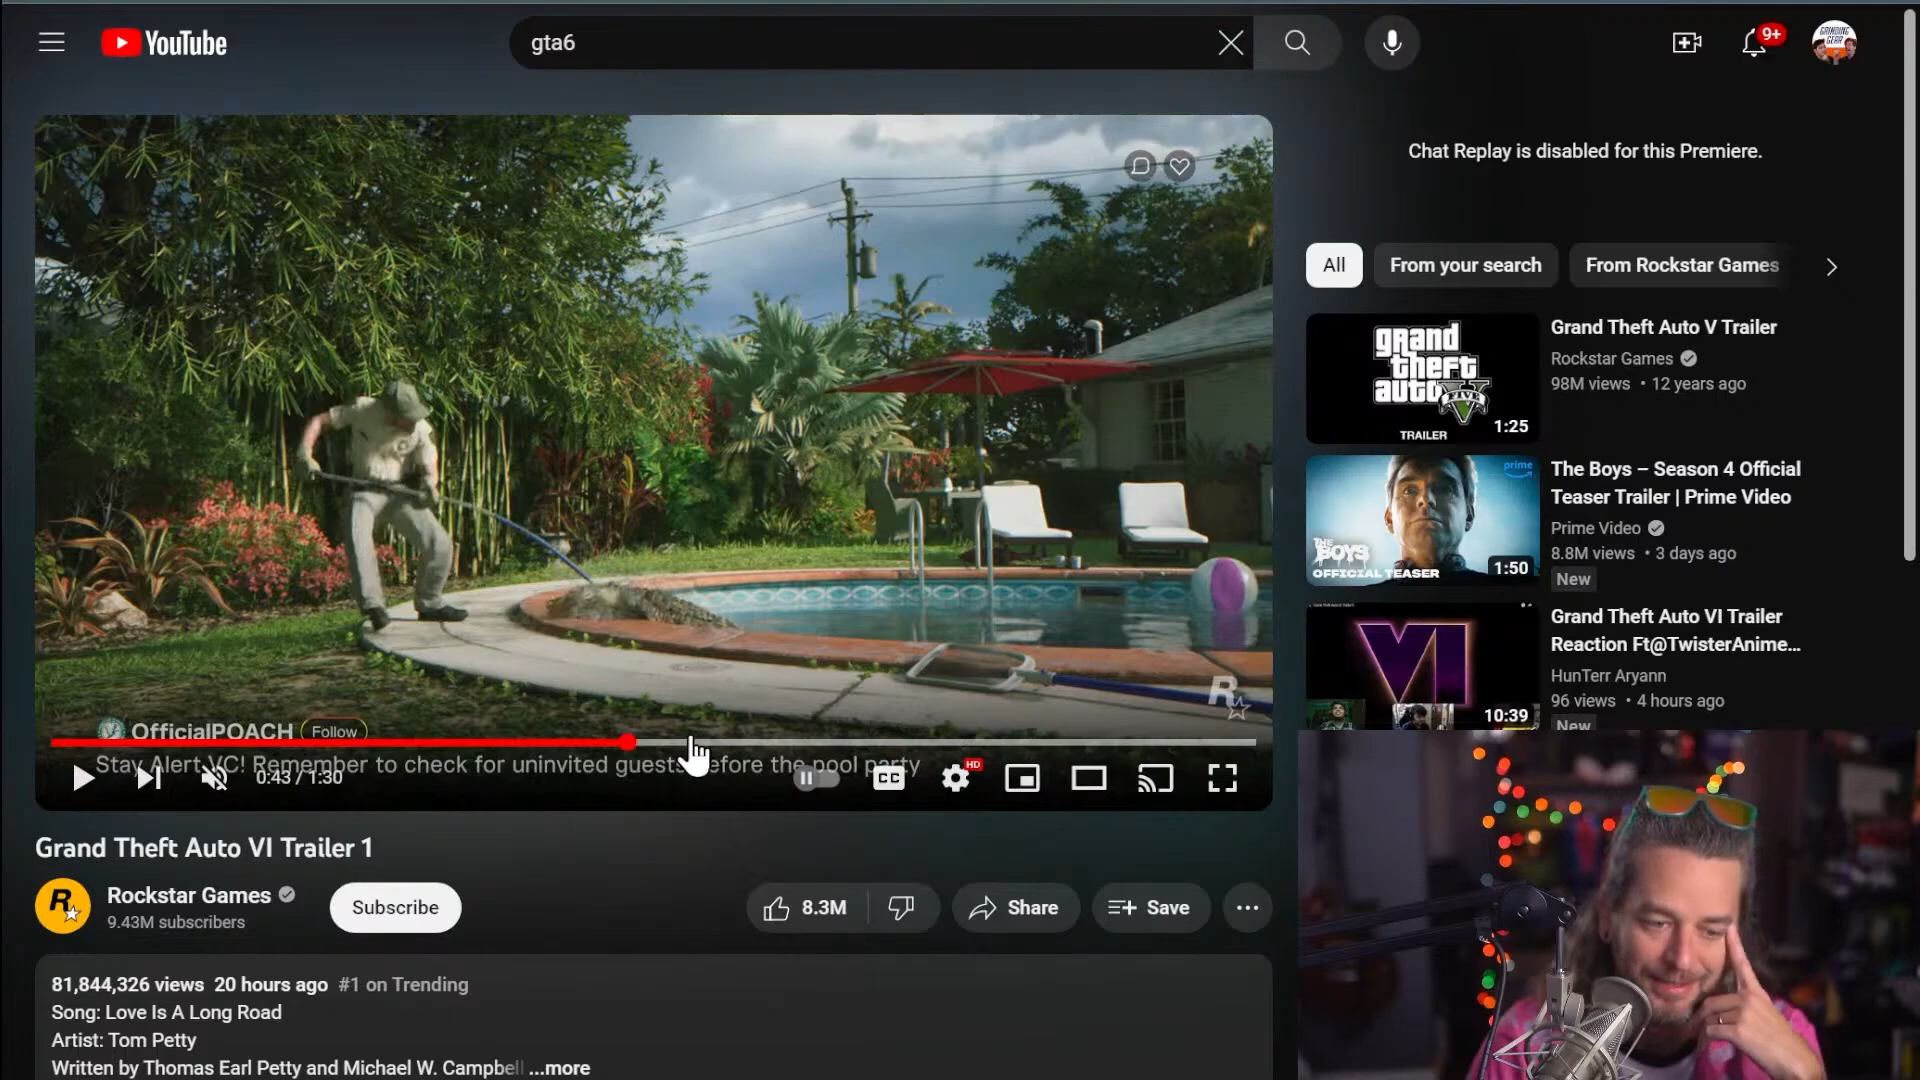 YouTube
gta6
9+
GRINDING
GEAR
Chat Replay is disabled for this Premiere.
All
From your search
From Rockstar Games
grand
theft
auto
FIVE
TRAILER
1:25
Grand Theft Auto V Trailer
Rockstar Games
98M views • 12 years ago
prime
THE
BOYS
OFFICIAL TEASER
1:50
The Boys – Season 4 Official
Teaser Trailer | Prime Video
Prime Video
8.8M views • 3 days ago
New
VI
10:39
Grand Theft Auto VI Trailer
Reaction Ft@TwisterAnime...
HunTerr Aryann
96 views • 4 hours ago
New
R
OfficialPOACH
Follow
Stay Alert VC! Remember to check for uninvited guests before the pool party
0:43 / 1:30
CC
HD
Grand Theft Auto VI Trailer 1
R
Rockstar Games
9.43M subscribers
Subscribe
8.3M
Share
Save
81,844,326 views 20 hours ago #1 on Trending
Song: Love Is A Long Road
Artist: Tom Petty
Written by Thomas Earl Petty and Michael W. Campbell ...more